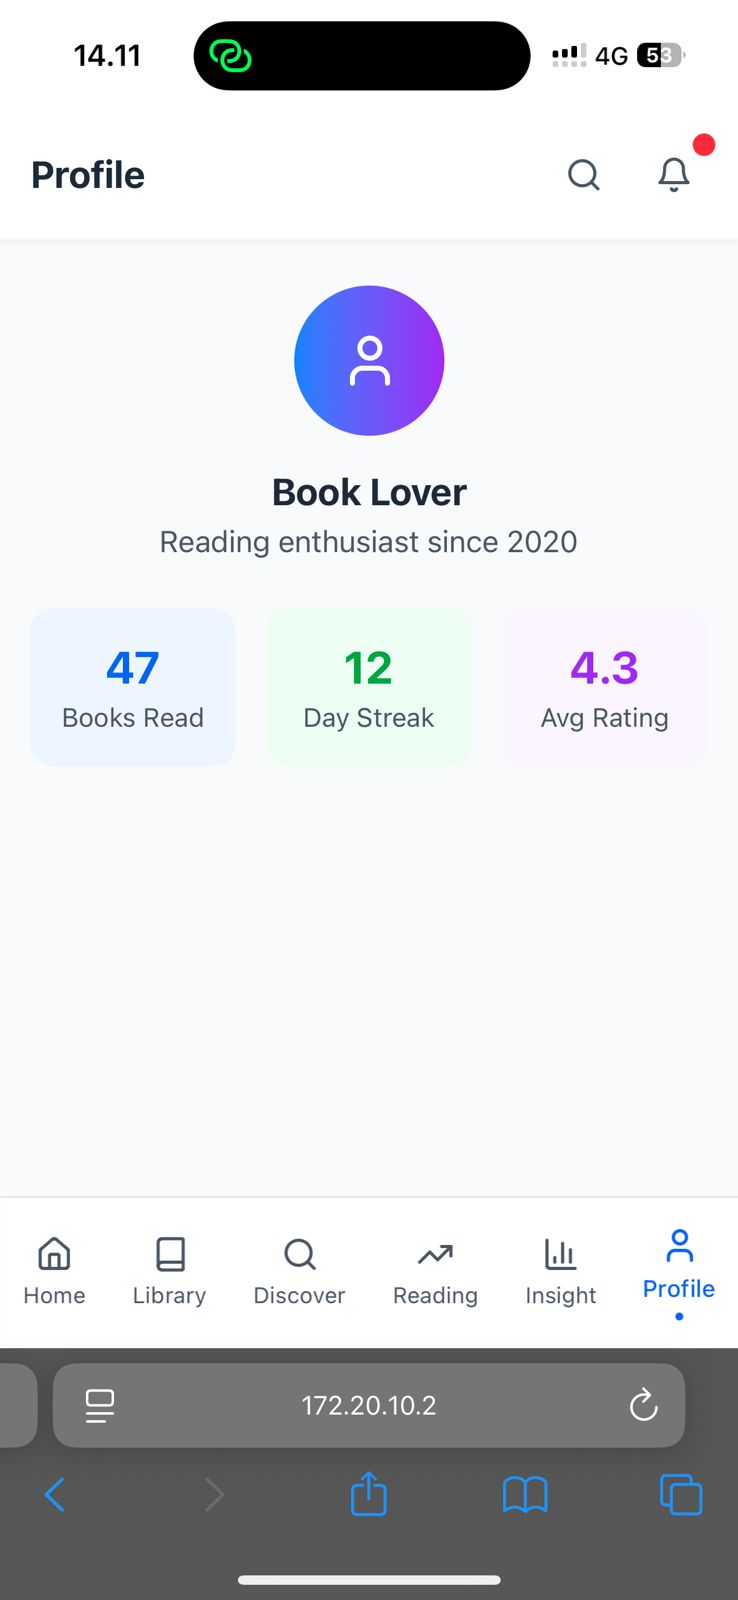 14.11
4G
53
Profile
Book Lover
Reading enthusiast since 2020
47
Books Read
12
Day Streak
4.3
Avg Rating
Home
Library
Discover
Reading
Insight
Profile
172.20.10.2